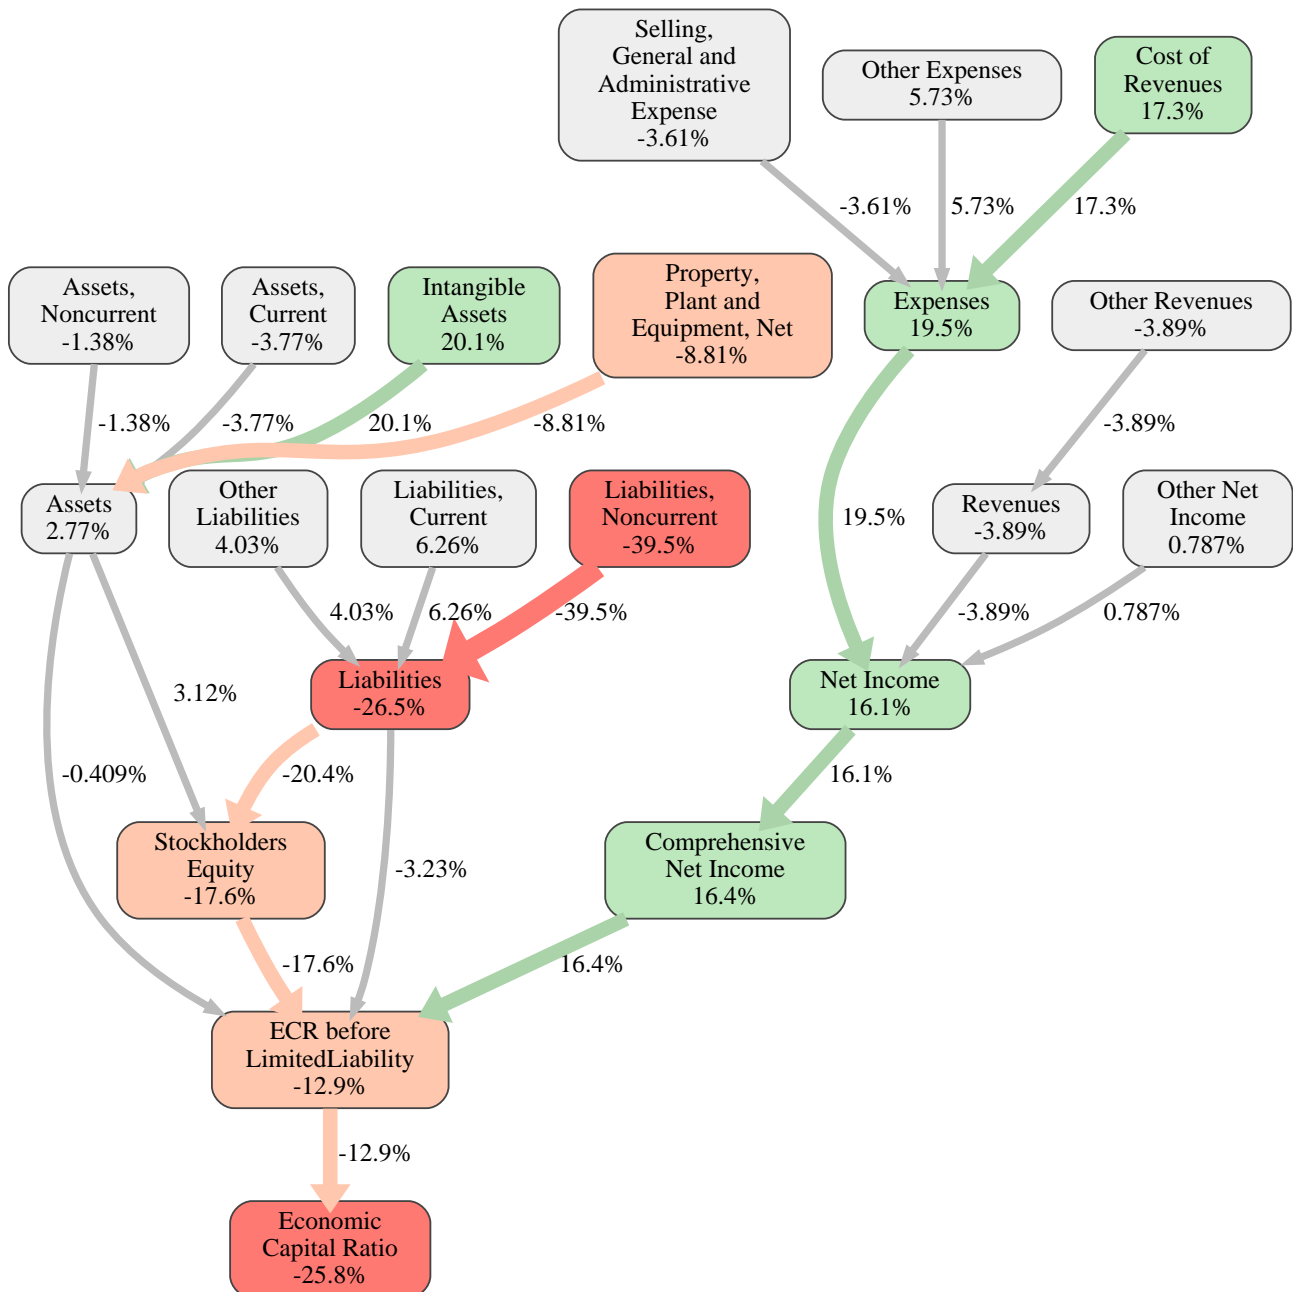 Selling,
General and
Administrative
Expense
-3.61%
Other Expenses
5.73%
Cost of
Revenues
17.3%
-3.61%
5.73%
17.3%
Assets,
Noncurrent
-1.38%
Assets,
Current
-3.77%
Intangible
Assets
20.1%
Property,
Plant and
Equipment, Net
-8.81%
Expenses
19.5%
Other Revenues
-3.89%
-1.38%
-3.77%
20.1%
-8.81%
-3.89%
Assets
2.77%
Other
Liabilities
4.03%
Liabilities,
Current
6.26%
Liabilities,
Noncurrent
-39.5%
19.5%
Revenues
-3.89%
Other Net
Income
0.787%
4.03%
6.26%
-39.5%
-3.89%
0.787%
3.12%
Liabilities
-26.5%
Net Income
16.1%
-0.409%
-20.4%
16.1%
Stockholders
Equity
-17.6%
-3.23%
Comprehensive
Net Income
16.4%
-17.6%
16.4%
ECR before
LimitedLiability
-12.9%
-12.9%
Economic
Capital Ratio
-25.8%